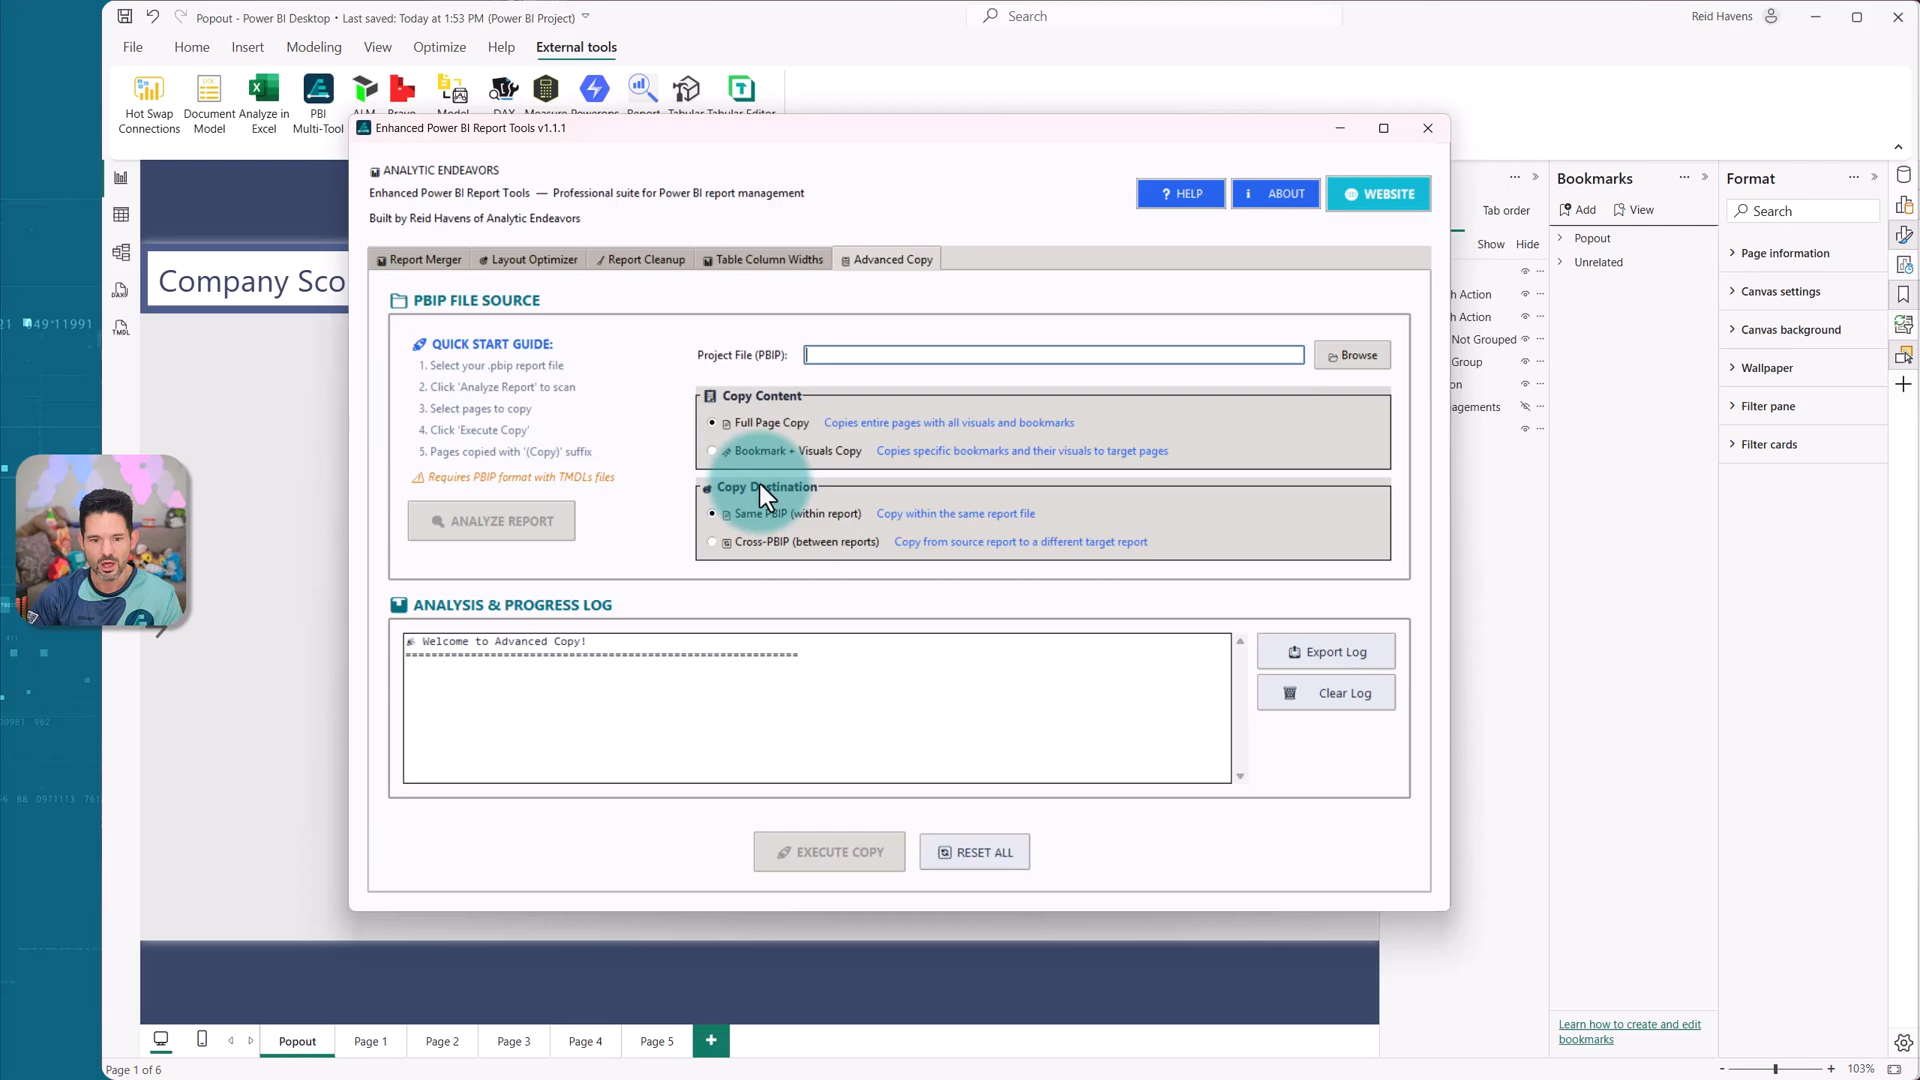 Popout - Power BI Desktop • Last saved: Today at 1:53 PM (Power BI Project)
Search
Reid Havens
File Home Insert Modeling View Optimize Help External tools
Hot Swap Connections
Document Model
Analyze in Excel
PBI Multi-Tool
Enhanced Power BI Report Tools v1.1.1
ANALYTIC ENDEAVORS
Enhanced Power BI Report Tools — Professional suite for Power BI report management
Built by Reid Havens of Analytic Endeavors
? HELP
i ABOUT
WEBSITE
Report Merger
Layout Optimizer
Report Cleanup
Table Column Widths
Advanced Copy
PBIP FILE SOURCE
QUICK START GUIDE:
1. Select your .pbip report file
2. Click 'Analyze Report' to scan
3. Select pages to copy
4. Click 'Execute Copy'
5. Pages copied with '(Copy)' suffix
Requires PBIP format with TMDLs files
ANALYZE REPORT
Project File (PBIP):
Browse
Copy Content
Full Page Copy Copies entire pages with all visuals and bookmarks
Bookmark + Visuals Copy Copies specific bookmarks and their visuals to target pages
Copy Destination
Same PBIP (within report) Copy within the same report file
Cross-PBIP (between reports) Copy from source report to a different target report
ANALYSIS & PROGRESS LOG
Welcome to Advanced Copy!
============================================================
Export Log
Clear Log
EXECUTE COPY
RESET ALL
Company Sco
Tab order
Show Hide
h Action
h Action
Not Grouped
Group
on
agements
Bookmarks
Add
View
Popout
Unrelated
Learn how to create and edit
bookmarks
Format
Search
Page information
Canvas settings
Canvas background
Wallpaper
Filter pane
Filter cards
Popout Page 1 Page 2 Page 3 Page 4 Page 5 +
Page 1 of 6
- + 103%